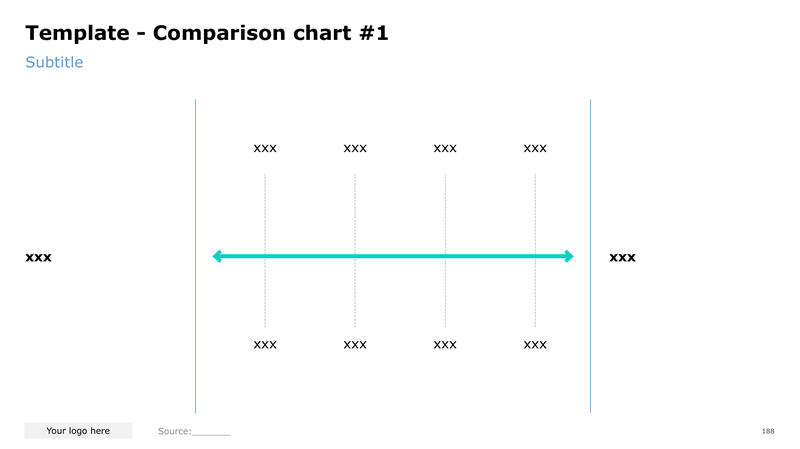 Template - Comparison chart #1
Subtitle
xxx xxx xxx xxx
xxx xxx
xxx xxx xxx xxx
Your logo here Source:_______ 188